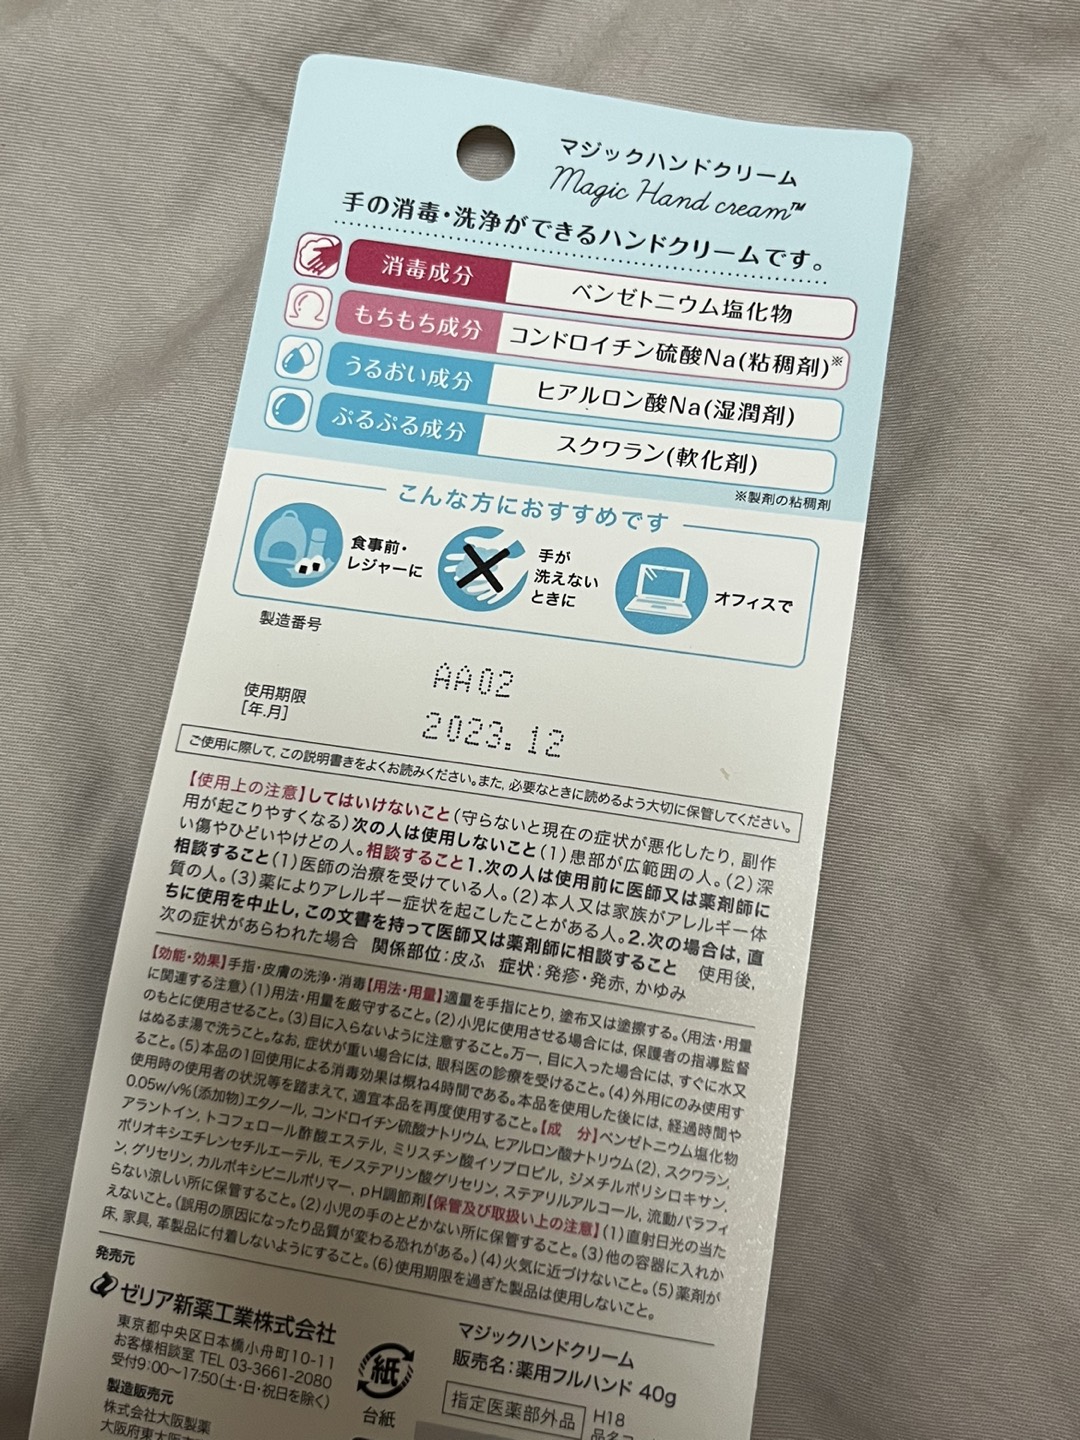 マジックハンドクリーム
Magic Hand cream™
手の消毒・洗浄ができるハンドクリームです。
消毒成分 ベンゼトニウム塩化物
もちもち成分 コンドロイチン硫酸Na(粘稠剤)※
うるおい成分 ヒアルロン酸Na(湿潤剤)
ぷるぷる成分 スクワラン(軟化剤)
※製剤の粘稠剤
こんな方におすすめです
食事前・
レジャーに
手が
洗えない
ときに
オフィスで
製造番号
AA02
使用期限
[年.月]
2023.12
ご使用に際して、この説明書きをよくお読みください。また、必要なときに読めるよう大切に保管してください。
【使用上の注意】してはいけないこと(守らないと現在の症状が悪化したり、副作
用が起こりやすくなる)次の人は使用しないこと(1)患部が広範囲の人。(2)深
い傷やひどいやけどの人。相談すること1.次の人は使用前に医師又は薬剤師に
相談すること(1)医師の治療を受けている人。(2)本人又は家族がアレルギー体
質の人。(3)薬によりアレルギー症状を起こしたことがある人。2.次の場合は、直
ちに使用を中止し、この文書を持って医師又は薬剤師に相談すること 使用後、
次の症状があらわれた場合 関係部位:皮ふ 症状:発疹・発赤、かゆみ
【効能・効果】手指・皮膚の洗浄・消毒【用法・用量】適量を手指にとり、塗布又は塗擦する。〈用法・用量
に関連する注意〉(1)用法・用量を厳守すること。(2)小児に使用させる場合には、保護者の指導監督
のもとに使用させること。(3)目に入らないように注意すること。万一、目に入った場合には、すぐに水又
はぬるま湯で洗うこと。なお、症状が重い場合には、眼科医の診療を受けること。(4)外用にのみ使用す
ること。(5)本品の1回使用による消毒効果は概ね4時間である。本品を使用した後には、経過時間や
使用時の使用者の状況等を踏まえて、適宜本品を再度使用すること。【成 分】ベンゼトニウム塩化物
0.05w/v%(添加物)エタノール、コンドロイチン硫酸ナトリウム、ヒアルロン酸ナトリウム(2)、スクワラン、
アラントイン、トコフェロール酢酸エステル、ミリスチン酸イソプロピル、ジメチルポリシロキサン、
ポリオキシエチレンセチルエーテル、モノステアリン酸グリセリン、ステアリルアルコール、流動パラフィ
ン、グリセリン、カルボキシビニルポリマー、pH調節剤【保管及び取扱い上の注意】(1)直射日光の当た
らない涼しい所に保管すること。(2)小児の手のとどかない所に保管すること。(3)他の容器に入れか
えないこと。(誤用の原因になったり品質が変わる恐れがある。)(4)火気に近づけないこと。(5)薬剤が
床、家具、革製品に付着しないようにすること。(6)使用期限を過ぎた製品は使用しないこと。
発売元
ゼリア新薬工業株式会社
東京都中央区日本橋小舟町10-11
お客様相談室 TEL 03-3661-2080
受付9:00〜17:50(土・日・祝日を除く)
製造販売元
株式会社大阪製薬
大阪府東大阪市
紙
台紙
マジックハンドクリーム
販売名:薬用フルハンド 40g
指定医薬部外品
H18
品名コ